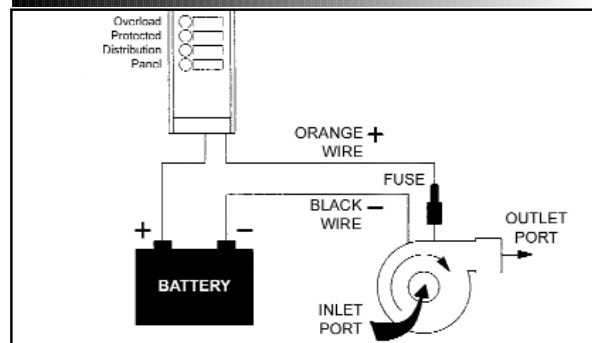 Overload
Protected
Distribution
Panel
ORANGE +
WIRE
FUSE
BLACK –
WIRE
OUTLET
PORT
+ –
BATTERY
INLET
PORT